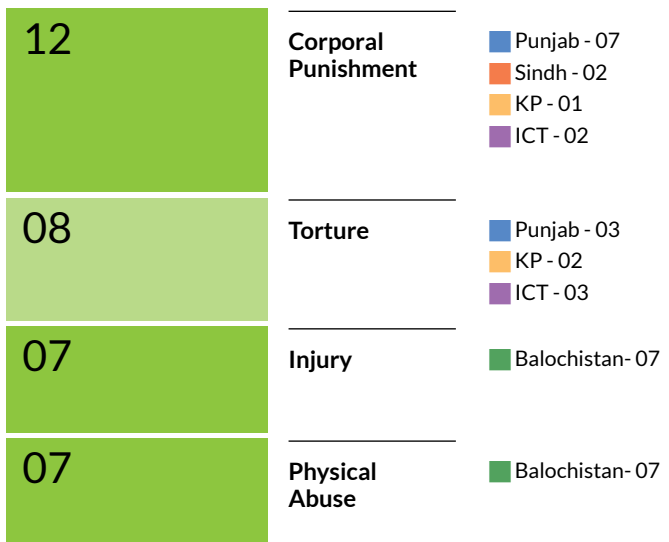 12
Corporal
Punishment
Punjab - 07
Sindh - 02
KP - 01
ICT - 02
08
Torture
Punjab - 03
KP - 02
ICT - 03
07
Injury
Balochistan- 07
07
Physical
Abuse
Balochistan- 07